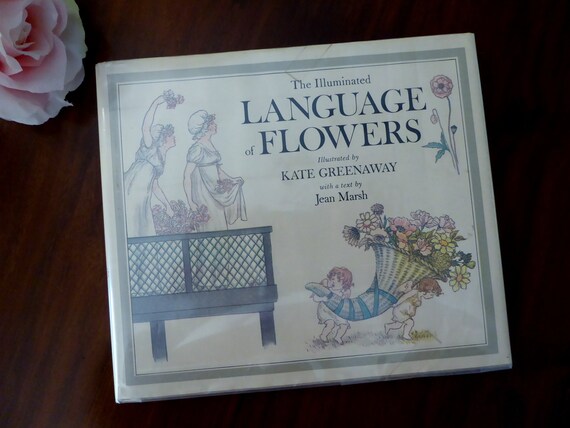 The Illuminated
LANGUAGE
of FLOWERS
Illustrated by
KATE GREENAWAY
with a text by
Jean Marsh